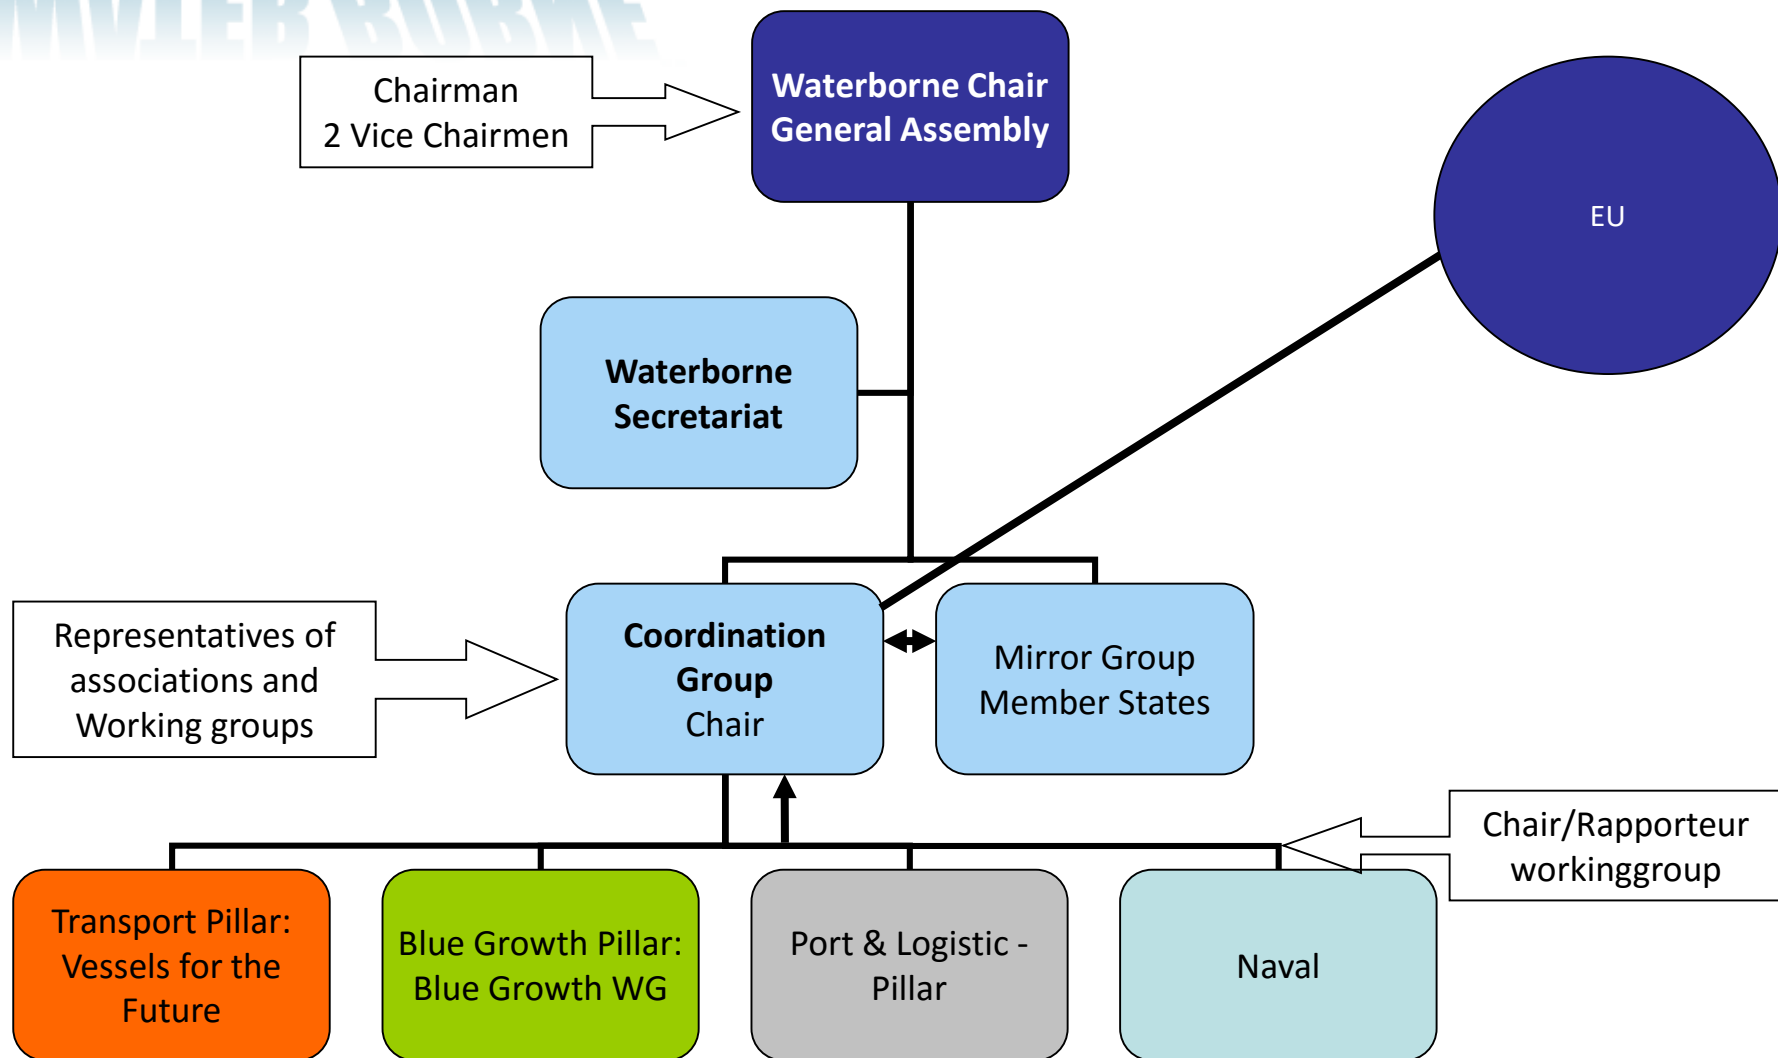 WATERBORNE
Chairman
2 Vice Chairmen
Waterborne Chair
General Assembly
EU
Waterborne
Secretariat
Representatives of
associations and
Working groups
Coordination
Group
Chair
Mirror Group
Member States
Chair/Rapporteur
workinggroup
Transport Pillar:
Vessels for the
Future
Blue Growth Pillar:
Blue Growth WG
Port & Logistic -
Pillar
Naval